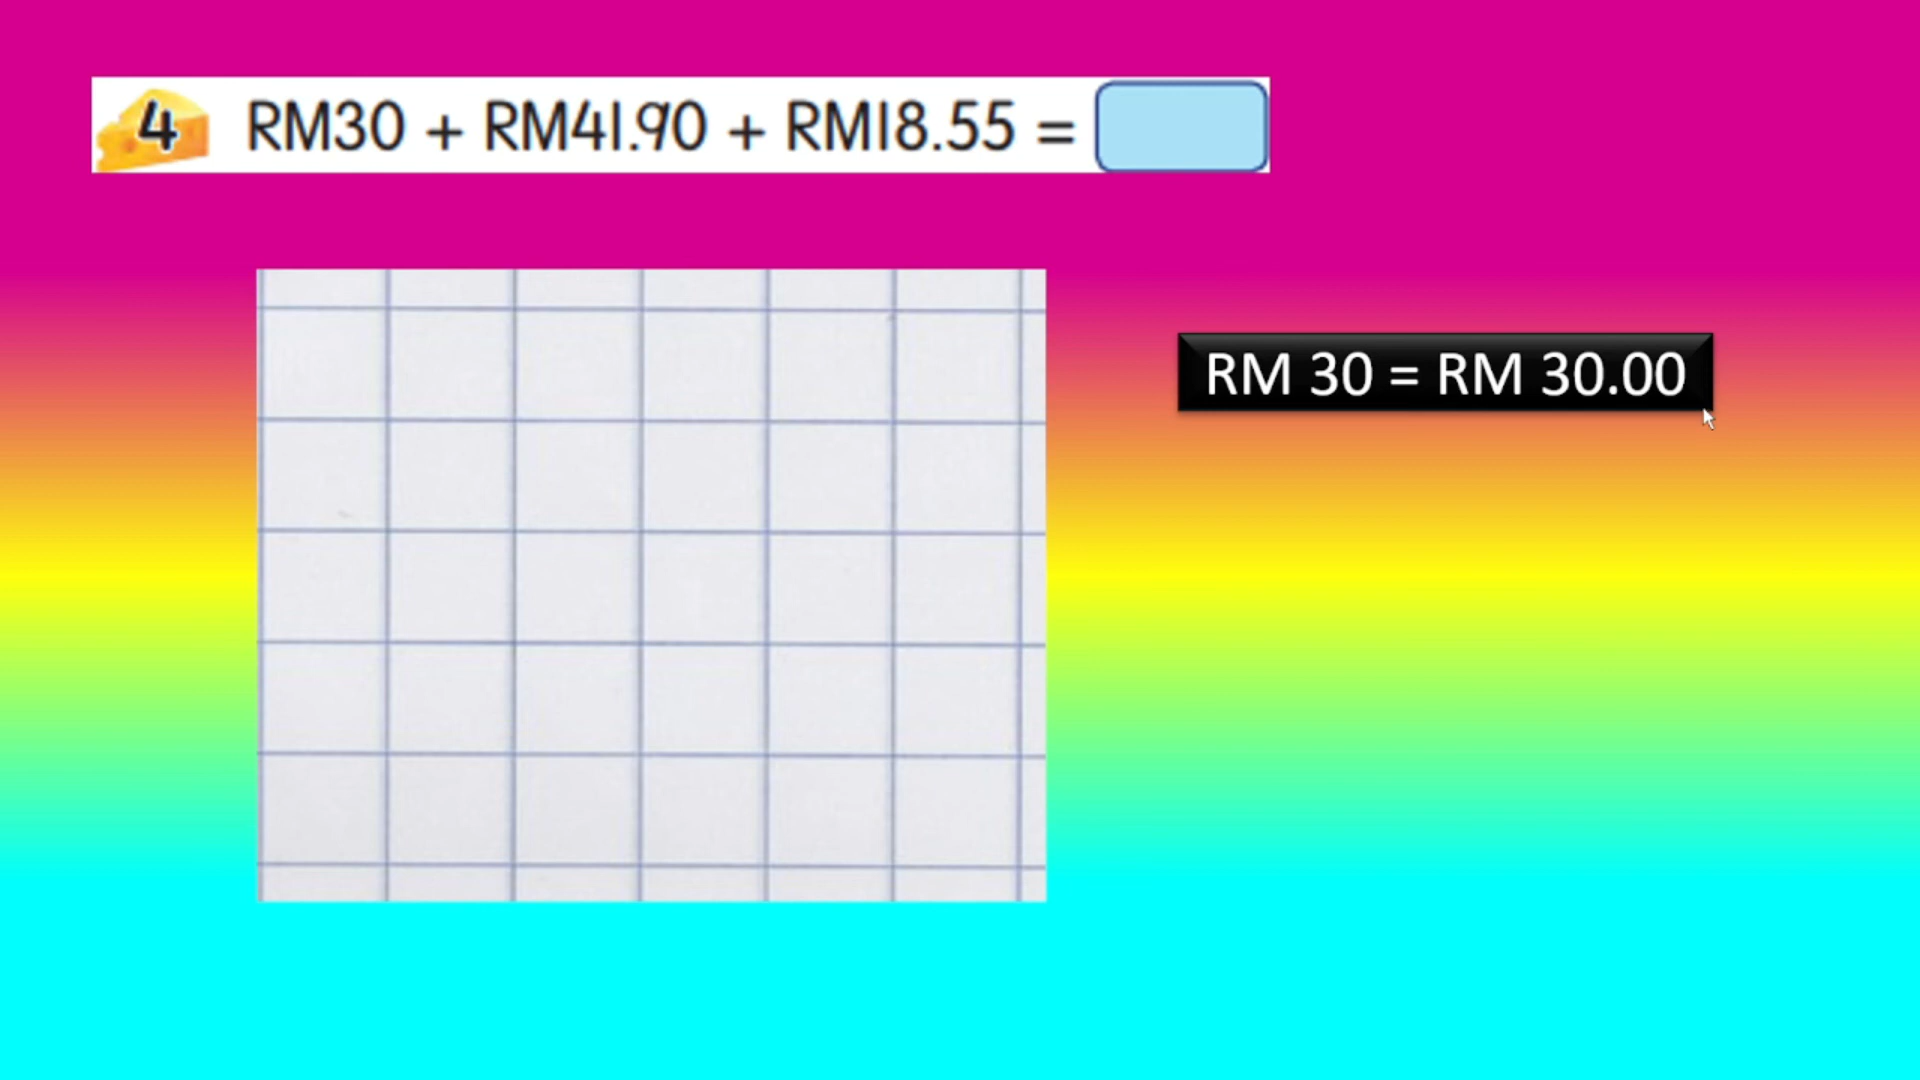 4 RM30 + RM41.90 + RM18.55 =
RM 30 = RM 30.00